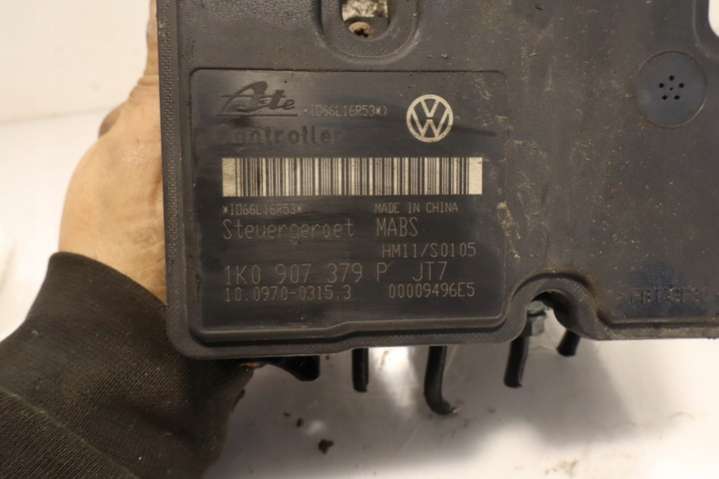 Ate *ID66L16R53*)
VW
Controller
*ID66L16R53* MADE IN CHINA
Steuergeraet MABS
HM11/S0105
1K0 907 379 P JT7
10.0970-0315.3 00009496E5